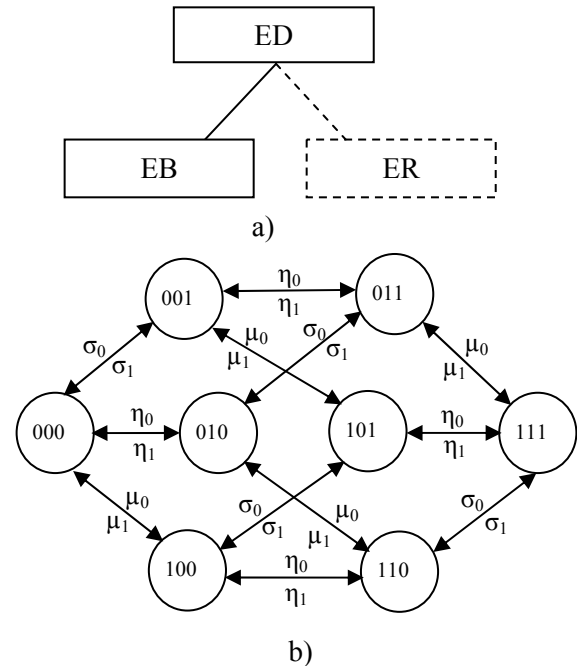 ED
EB ER
a)
η₀
001 011
η₁
σ₀ μ₀ σ₀ μ₀
σ₁ μ₁ σ₁ μ₁
η₀ η₀
000 010 101 111
η₁ η₁
μ₀ σ₀ μ₀ σ₀
μ₁ σ₁ μ₁ σ₁
η₀
100 110
η₁
b)